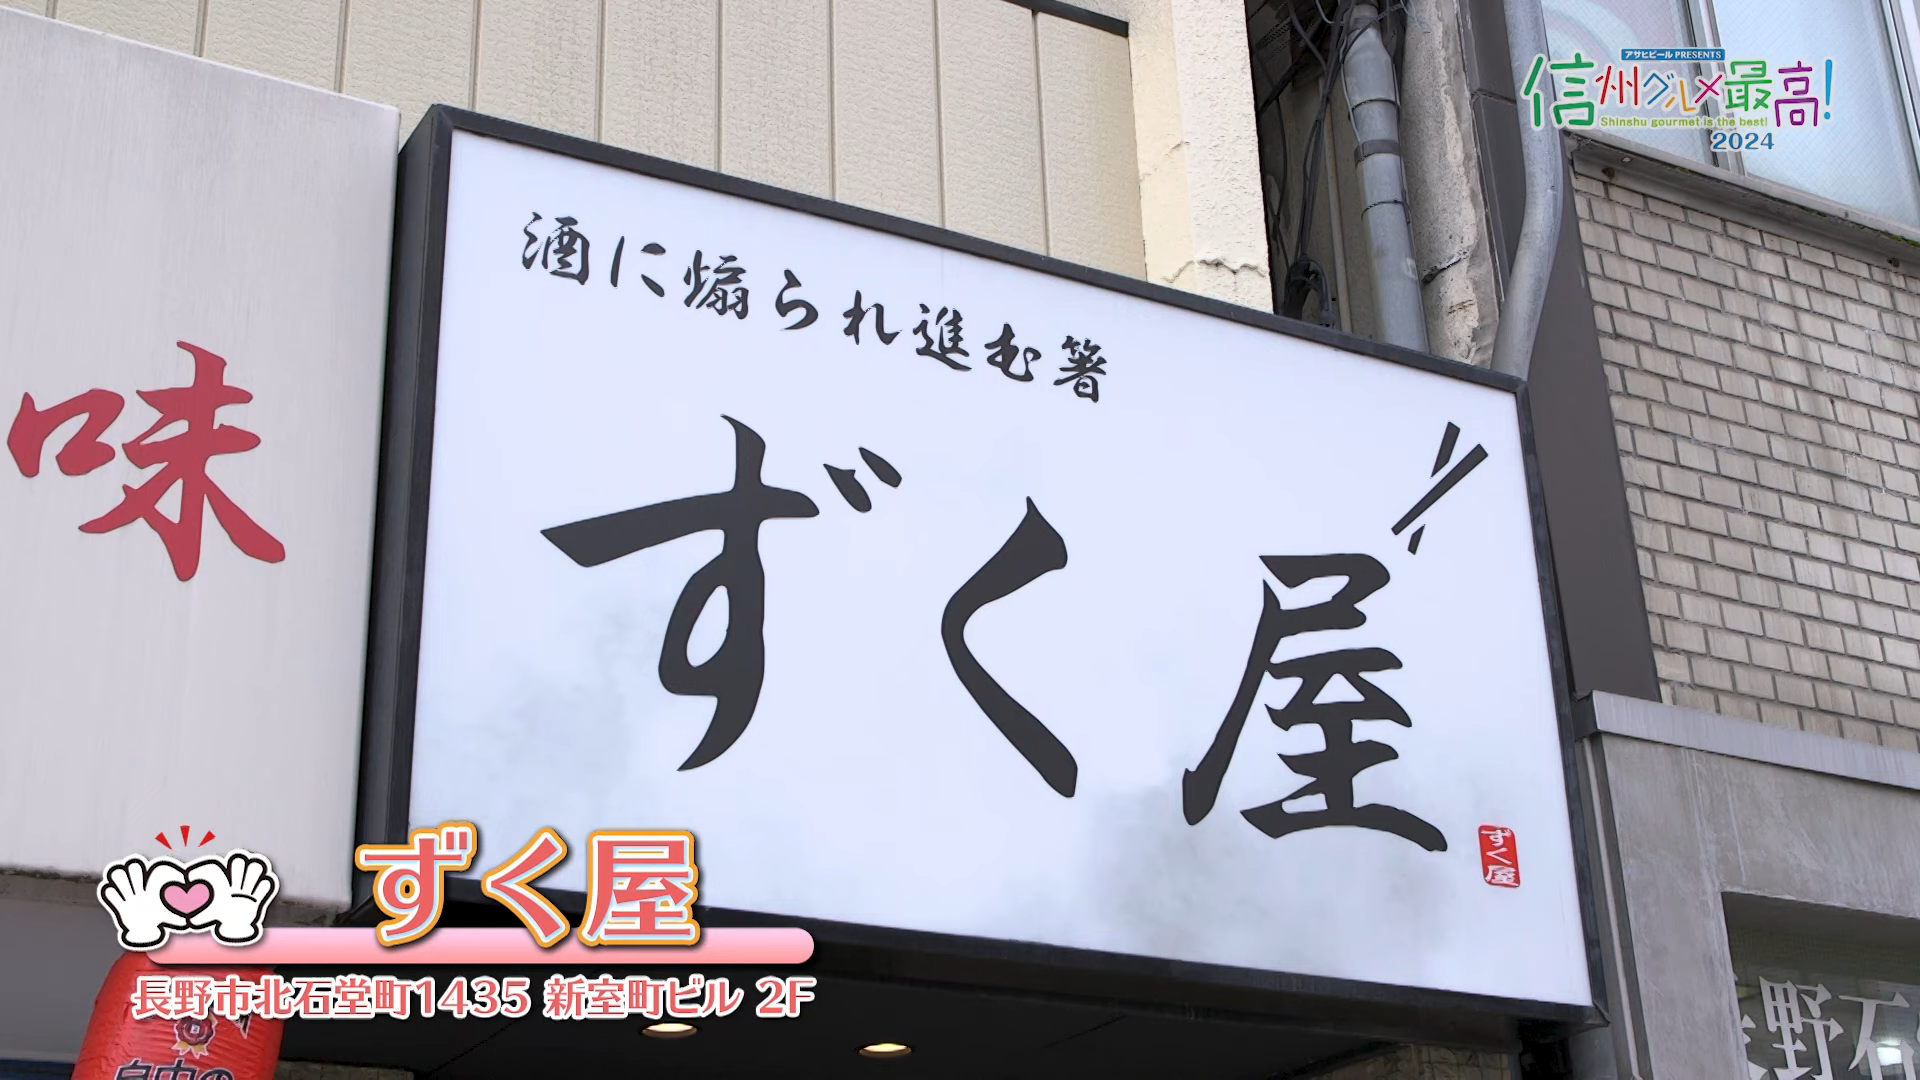 アサヒビール PRESENTS
信州グルメ最高!
Shinshu gourmet is the best!
2024
酒に煽られ進む箸
ずく屋
ずく屋
味
ずく屋
長野市北石堂町1435 新室町ビル 2F
野石